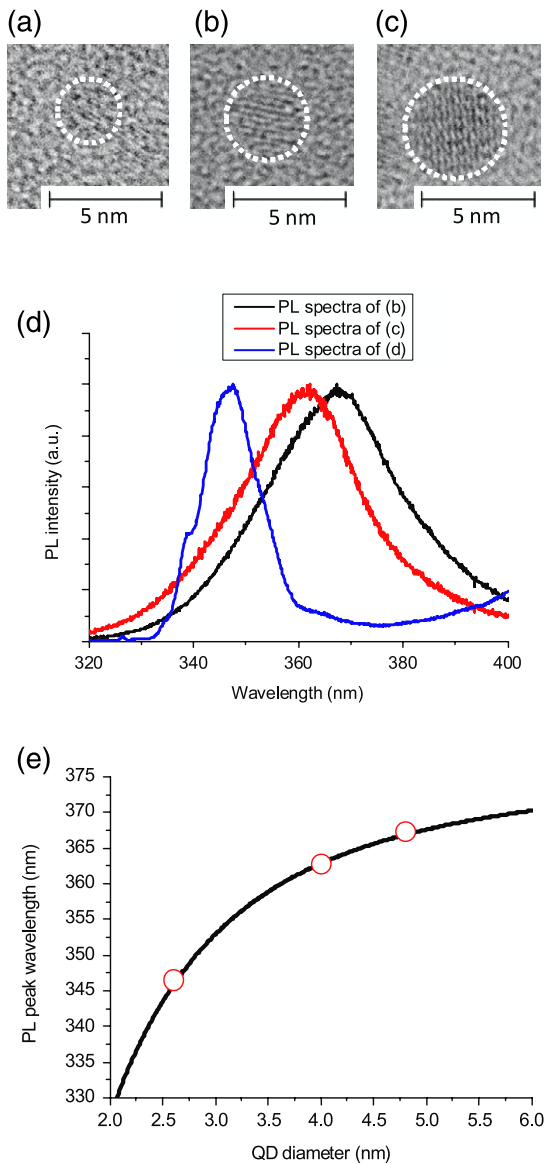 (a) (b) (c)
5 nm 5 nm 5 nm
(d)
PL spectra of (b)
PL spectra of (c)
PL spectra of (d)
PL intensity (a.u.)
320 340 360 380 400
Wavelength (nm)
(e)
375
370
365
360
355
350
345
340
335
330
PL peak wavelength (nm)
2.0 2.5 3.0 3.5 4.0 4.5 5.0 5.5 6.0
QD diameter (nm)